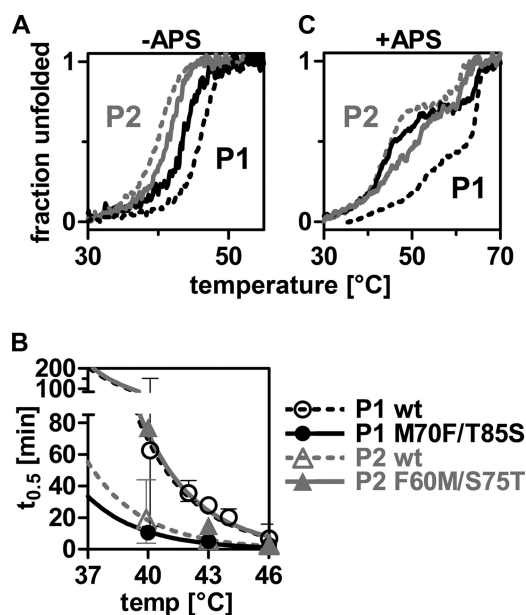 A
-APS
C
+APS
fraction unfolded
1
0
P2
P1
30
50
1
0
P2
P1
30
50
70
temperature [°C]
B
t0.5 [min]
200
100
80
60
40
20
0
37
40
43
46
temp [°C]
P1 wt
P1 M70F/T85S
P2 wt
P2 F60M/S75T